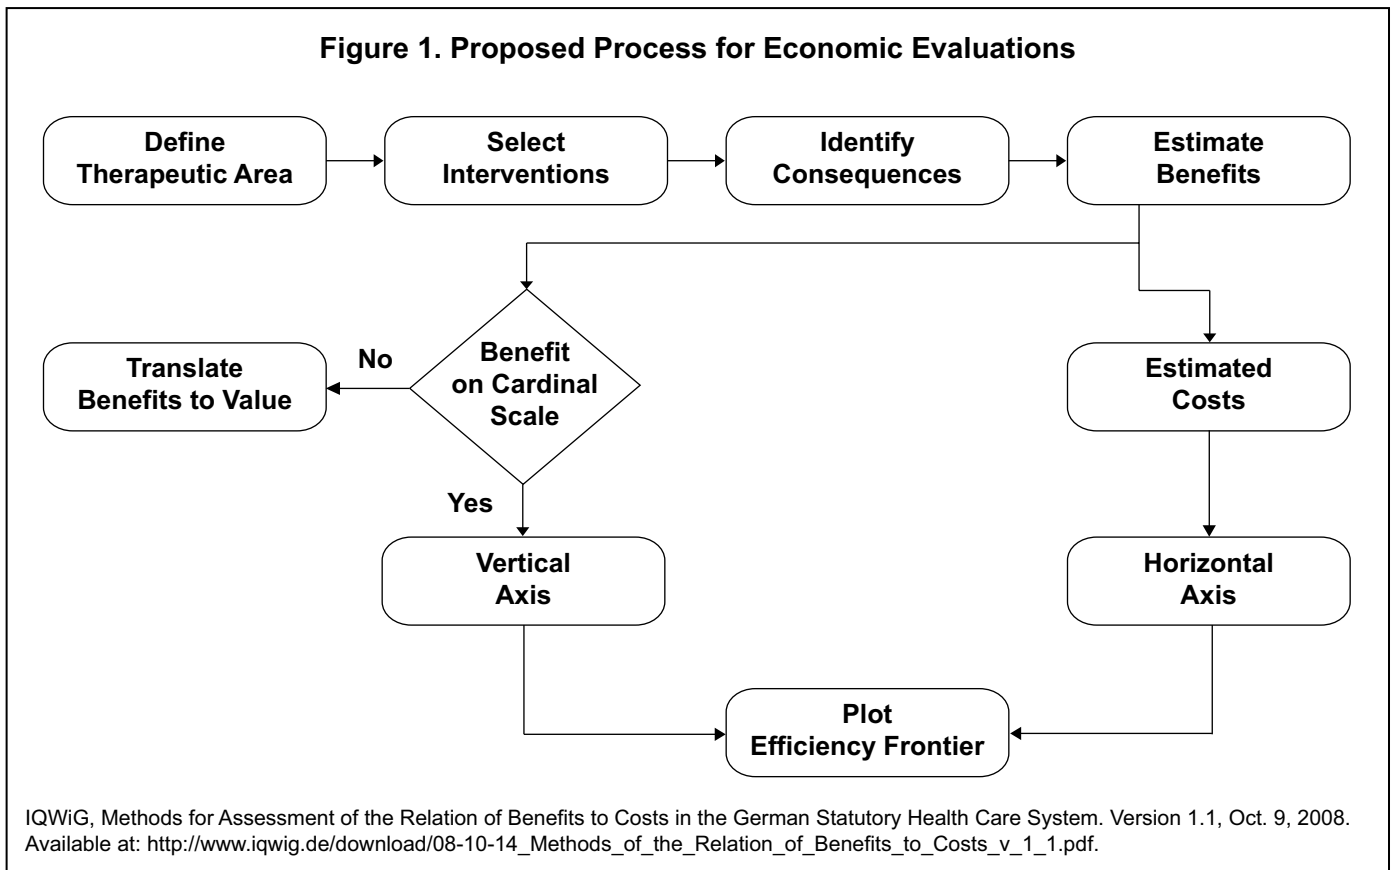 Figure 1. Proposed Process for Economic Evaluations
Define
Therapeutic Area
Select
Interventions
Identify
Consequences
Estimate
Benefits
Translate
Benefits to Value
No
Benefit
on Cardinal
Scale
Estimated
Costs
Yes
Vertical
Axis
Horizontal
Axis
Plot
Efficiency Frontier
IQWiG, Methods for Assessment of the Relation of Benefits to Costs in the German Statutory Health Care System. Version 1.1, Oct. 9, 2008.
Available at: http://www.iqwig.de/download/08-10-14_Methods_of_the_Relation_of_Benefits_to_Costs_v_1_1.pdf.